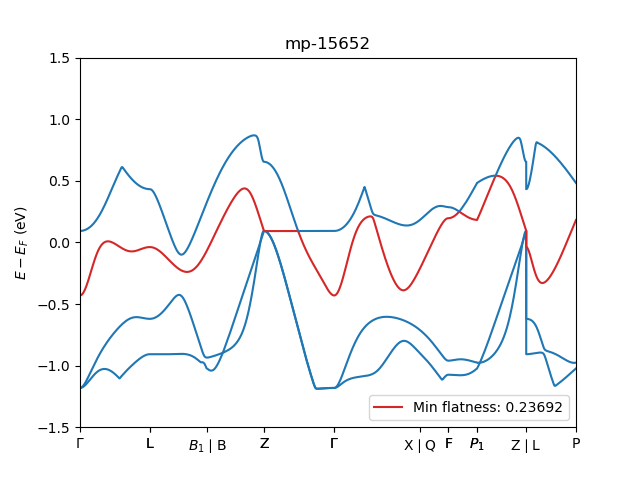 mp-15652
1.5
1.0
0.5
0.0
−0.5
−1.0
−1.5
E − E_F (eV)
Γ L B₁ | B Z Γ X | Q F P₁ Z | L P
Min flatness: 0.23692